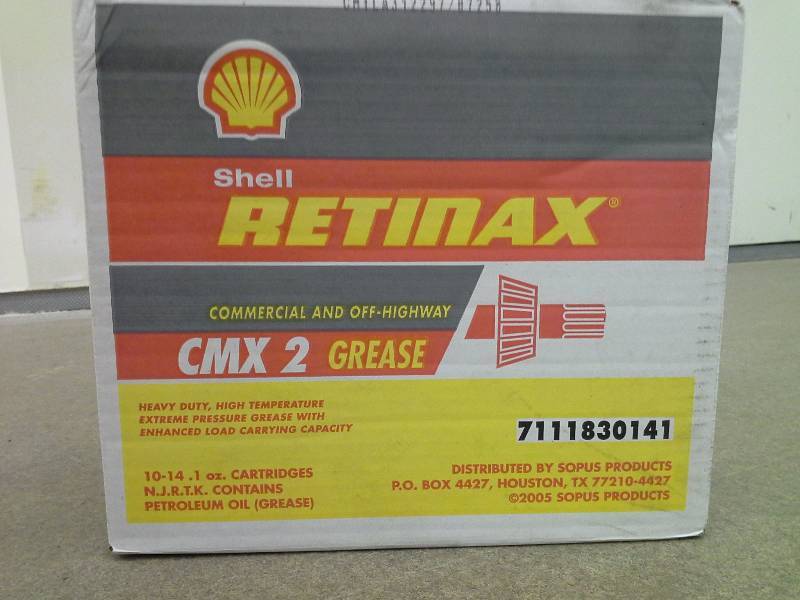 Shell
RETINAX®
COMMERCIAL AND OFF-HIGHWAY
CMX 2 GREASE
HEAVY DUTY, HIGH TEMPERATURE
EXTREME PRESSURE GREASE WITH
ENHANCED LOAD CARRYING CAPACITY
7111830141
10-14 .1 oz. CARTRIDGES
N.J.R.T.K. CONTAINS
PETROLEUM OIL (GREASE)
DISTRIBUTED BY SOPUS PRODUCTS
P.O. BOX 4427, HOUSTON, TX 77210-4427
©2005 SOPUS PRODUCTS